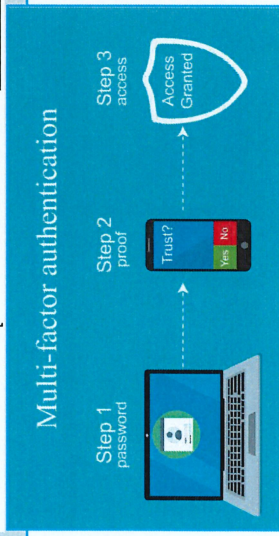 Multi-factor authentication
Step 1
password
Step 2
proof
Step 3
access
Trust?
Yes
No
Access
Granted